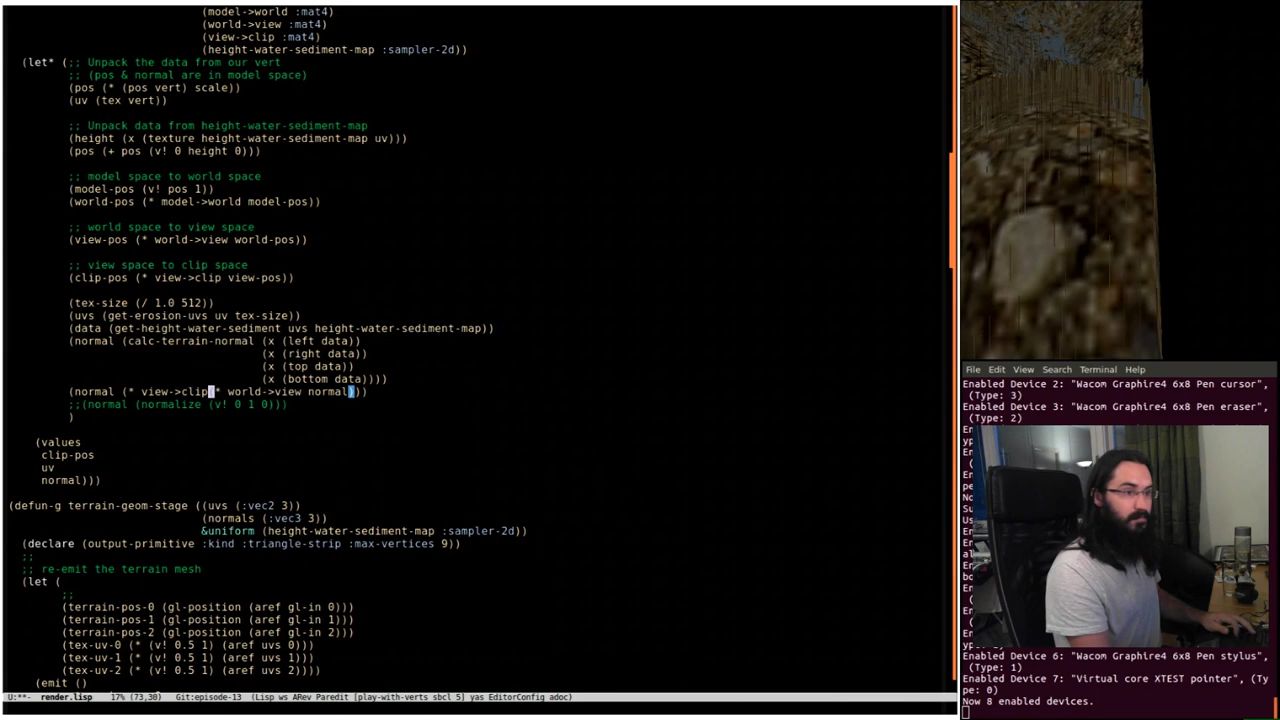 (model->world :mat4)
(world->view :mat4)
(view->clip :mat4)
(height-water-sediment-map :sampler-2d))
(let* (;; Unpack the data from our vert
;; (pos & normal are in model space)
(pos (* (pos vert) scale))
(uv (tex vert))
;; Unpack data from height-water-sediment-map
(height (x (texture height-water-sediment-map uv)))
(pos (+ pos (v! 0 height 0)))
;; model space to world space
(model-pos (v! pos 1))
(world-pos (* model->world model-pos))
;; world space to view space
(view-pos (* world->view world-pos))
;; view space to clip space
(clip-pos (* view->clip view-pos))
(tex-size (/ 1.0 512))
(uvs (get-erosion-uvs uv tex-size))
(data (get-height-water-sediment uvs height-water-sediment-map))
(normal (calc-terrain-normal (x (left data))
(x (right data))
(x (top data))
(x (bottom data))))
(normal (* view->clip(* world->view normal)))
;;(normal (normalize (v! 0 1 0)))
)
(values
clip-pos
uv
normal)))
(defun-g terrain-geom-stage ((uvs (:vec2 3))
(normals (:vec3 3))
&uniform (height-water-sediment-map :sampler-2d))
(declare (output-primitive :kind :triangle-strip :max-vertices 9))
;;
;; re-emit the terrain mesh
(let (
;;
(terrain-pos-0 (gl-position (aref gl-in 0)))
(terrain-pos-1 (gl-position (aref gl-in 1)))
(terrain-pos-2 (gl-position (aref gl-in 2)))
(tex-uv-0 (* (v! 0.5 1) (aref uvs 0)))
(tex-uv-1 (* (v! 0.5 1) (aref uvs 1)))
(tex-uv-2 (* (v! 0.5 1) (aref uvs 2)))
(emit ()
U:**- render.lisp 17% (73,30) Git:episode-13 (Lisp ws ARev Paredit [play-with-verts sbcl 5] yas EditorConfig adoc)
File Edit View Search Terminal Help
Enabled Device 2: "Wacom Graphire4 6x8 Pen cursor",
(Type: 3)
Enabled Device 3: "Wacom Graphire4 6x8 Pen eraser",
(Type: 2)
ype: 6) "Wacom Graphire4 6x8 Pen stylus",
(Type: 1)
Enabled Device 7: "Virtual core XTEST pointer", (Ty
pe: 0)
Now 8 enabled devices.